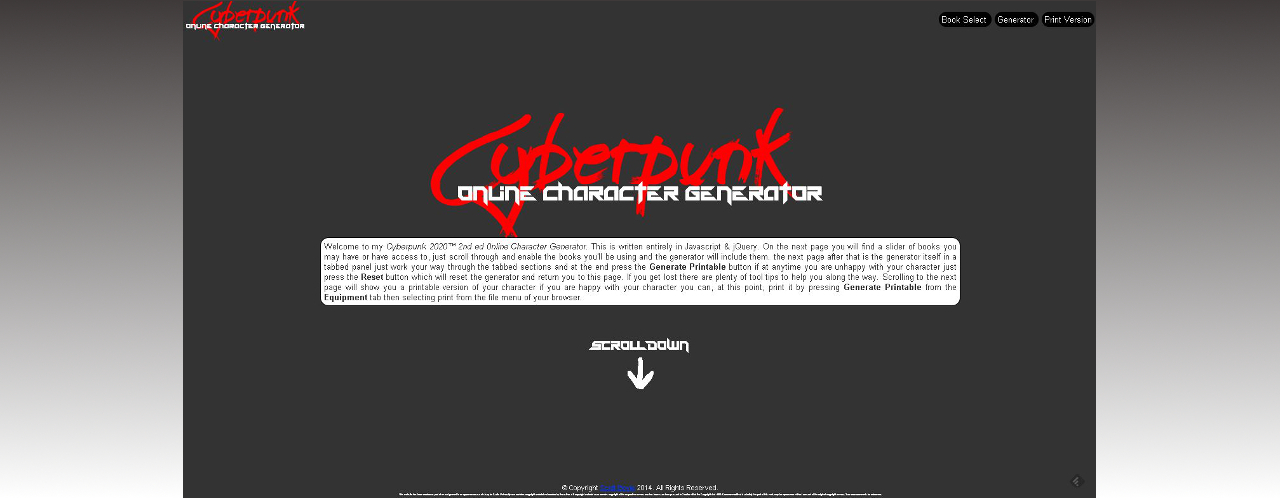 Cyberpunk
ONLINE CHARACTER GENERATOR
Book Select Generator Print Version
Cyberpunk
ONLINE CHARACTER GENERATOR
Welcome to my Cyberpunk 2020™ 2nd ed Online Character Generator. This is written entirely in Javascript & jQuery. On the next page you will find a slider of books you
may have or have access to, just scroll through and enable the books you'll be using and the generator will include them. the next page after that is the generator itself in a
tabbed panel just work your way through the tabbed sections and at the end press the Generate Printable button if at anytime you are unhappy with your character just
press the Reset button which will reset the generator and return you to this page. If you get lost there are plenty of tool tips to help you along the way. Scrolling to the next
page will show you a printable version of your character if you are happy with your character you can, at this point, print it by pressing Generate Printable from the
Equipment tab then selecting print from the file menu of your browser.
SCROLL DOWN
© Copyright 2014. All Rights Reserved.